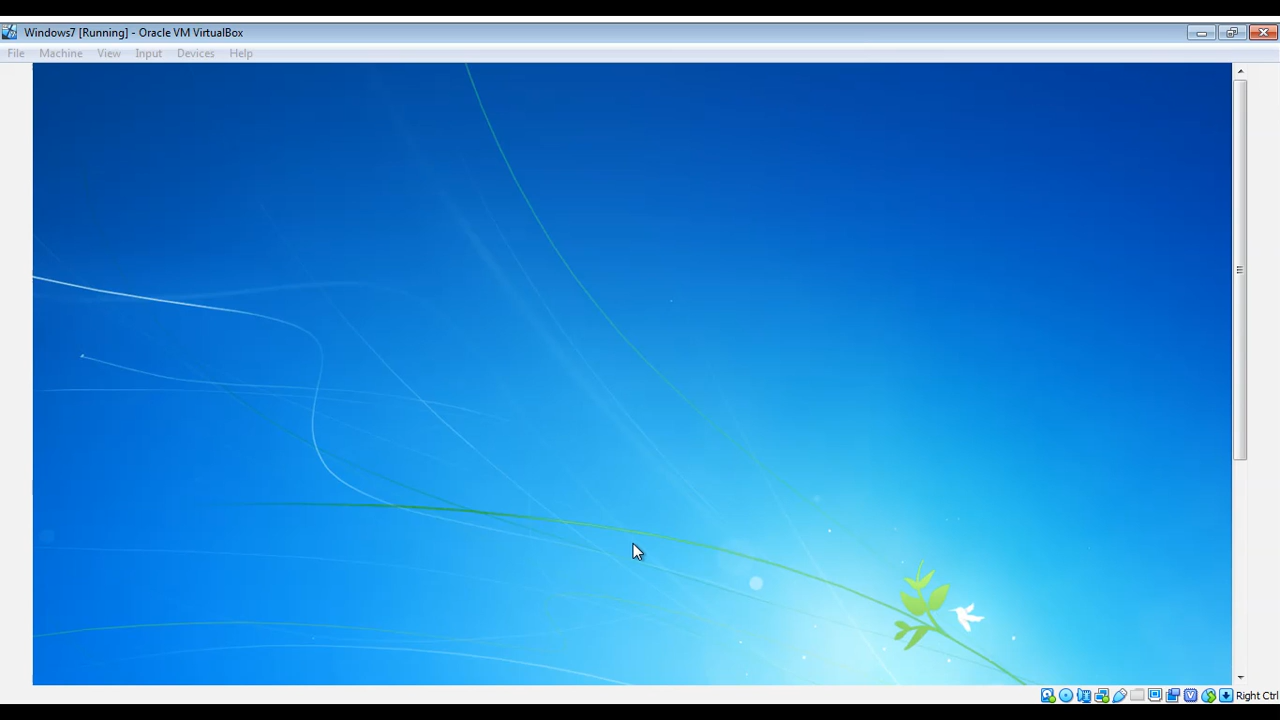 Windows7 [Running] - Oracle VM VirtualBox
File Machine View Input Devices Help
Right Ctrl